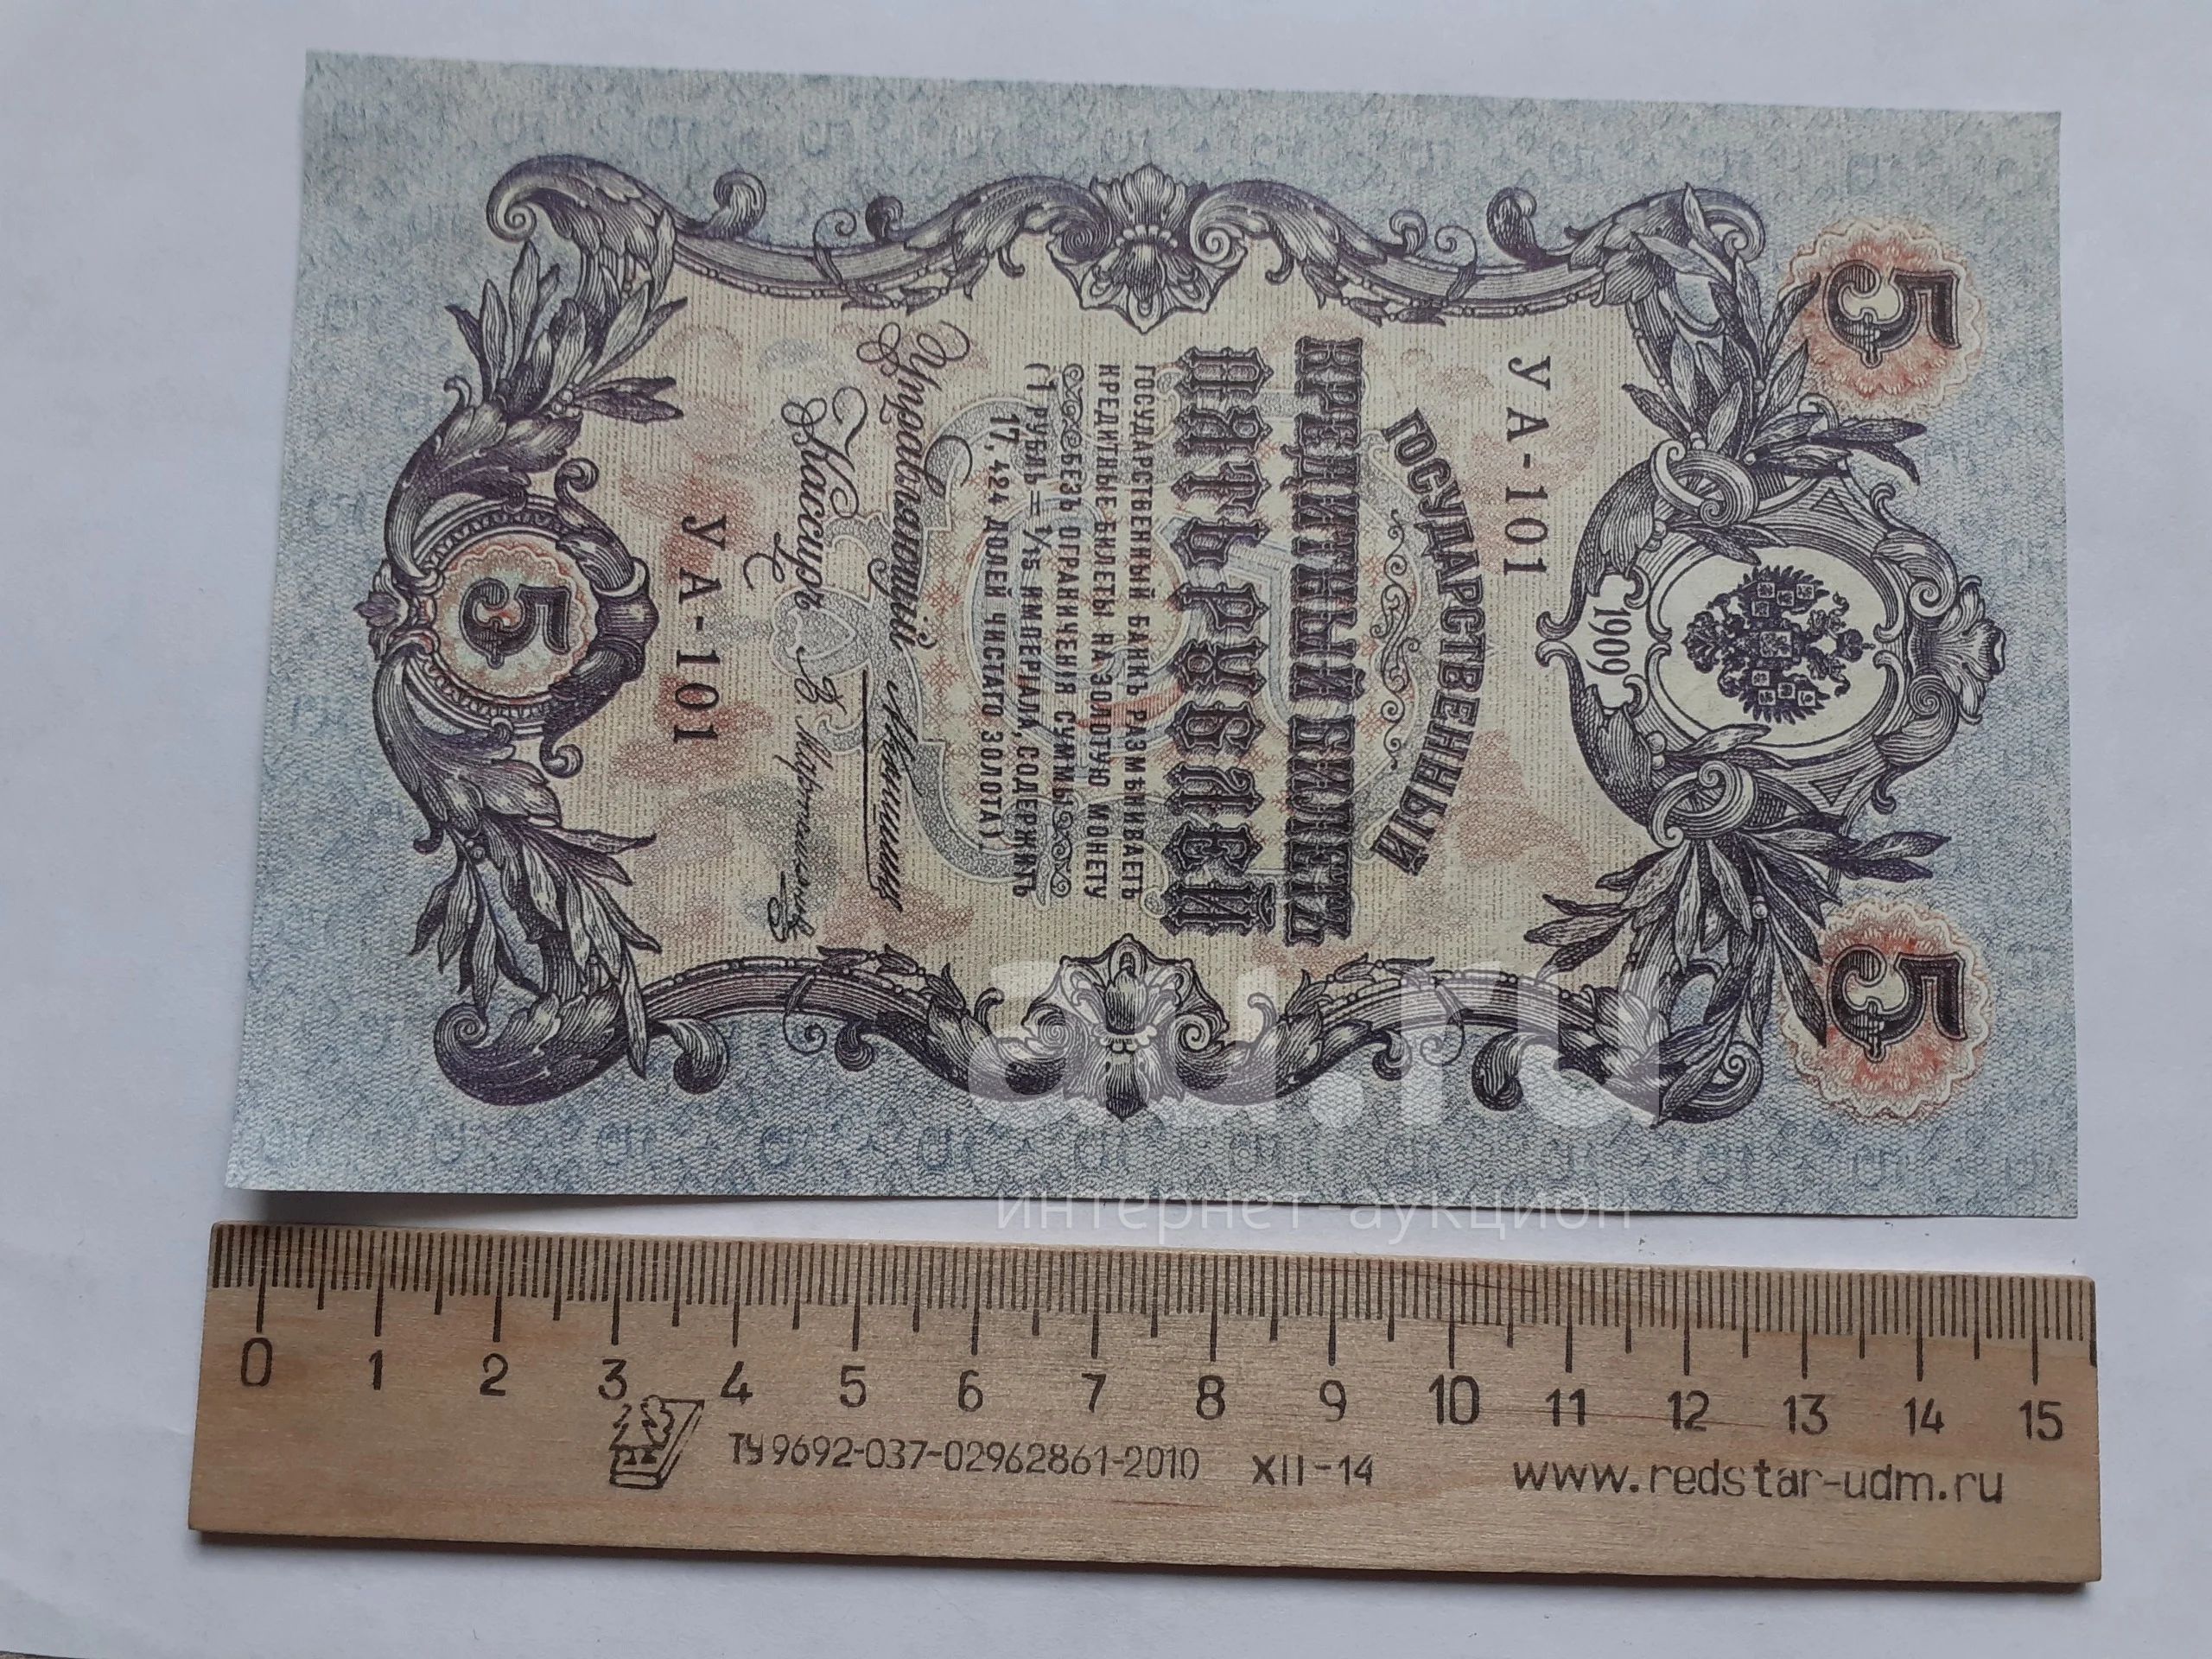 5
5
1909
УА-101
ГОСУДАРСТВЕННЫЙ
КРЕДИТНЫЙ БИЛЕТЪ
ПЯТЬ РУБЛЕЙ
ГОСУДАРСТВЕННЫЙ БАНКЪ РАЗМѢНИВАЕТЪ
КРЕДИТНЫЕ БИЛЕТЫ НА ЗОЛОТУЮ МОНЕТУ
БЕЗЪ ОГРАНИЧЕНІЯ СУММЫ
(1 РУБЛЬ = 1/15 ИМПЕРІАЛА, СОДЕРЖИТЪ
17,424 ДОЛЕЙ ЧИСТАГО ЗОЛОТА)
Управляющій
Кассиръ
УА-101
5
au.ru
интернет-аукцион
0 1 2 3 4 5 6 7 8 9 10 11 12 13 14 15
ТУ 9692-037-02962861-2010 XII-14 www.redstar-udm.ru